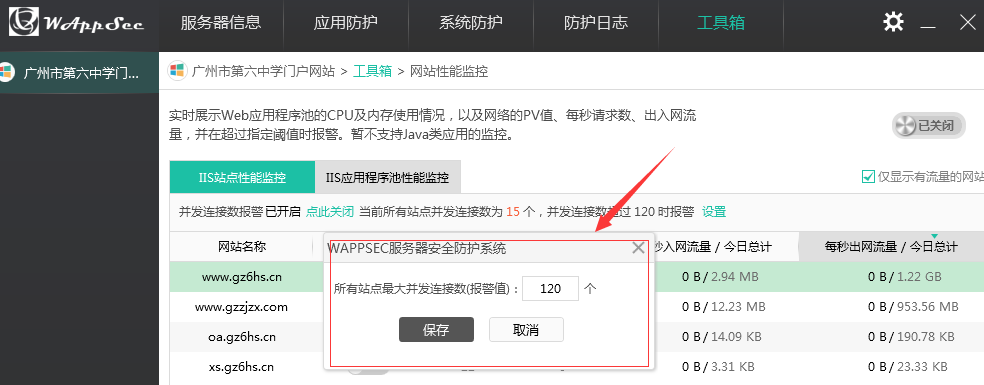 WAppSec 服务器信息 应用防护 系统防护 防护日志 工具箱
广州市第六中学门... 广州市第六中学门户网站 > 工具箱 > 网站性能监控
实时展示Web应用程序池的CPU及内存使用情况，以及网络的PV值、每秒请求数、出入网流
量，并在超过指定阈值时报警。暂不支持Java类应用的监控。
已关闭
IIS站点性能监控 IIS应用程序池性能监控 仅显示有流量的网站
并发连接数报警已开启 点此关闭 当前所有站点并发连接数为 15 个，并发连接数超过 120 时报警 设置
网站名称 秒入网流量 / 今日总计 每秒出网流量 / 今日总计
WAPPSEC服务器安全防护系统
www.gz6hs.cn 0 B / 2.94 MB 0 B / 1.22 GB
所有站点最大并发连接数(报警值)： 120 个
www.gzzjzx.com 0 B / 12.23 MB 0 B / 953.56 MB
保存 取消
oa.gz6hs.cn 0 B / 14.09 KB 0 B / 190.78 KB
xs.gz6hs.cn 0 B / 3.31 KB 0 B / 23.33 KB